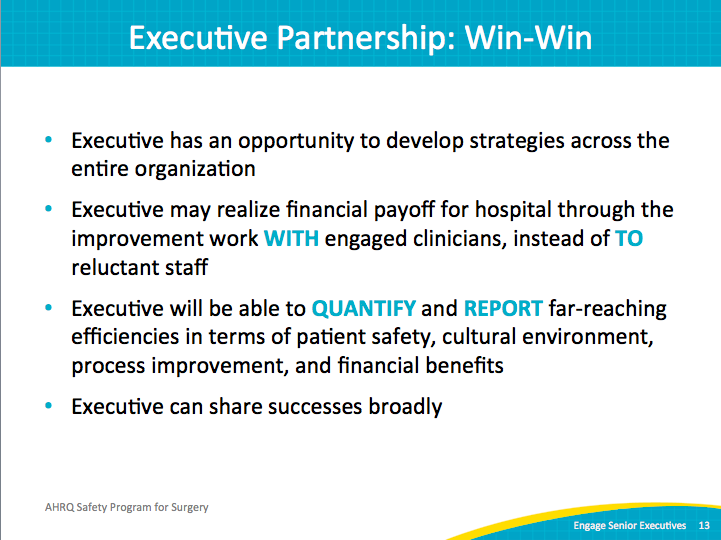 Executive Partnership: Win-Win
• Executive has an opportunity to develop strategies across the
entire organization
• Executive may realize financial payoff for hospital through the
improvement work WITH engaged clinicians, instead of TO
reluctant staff
• Executive will be able to QUANTIFY and REPORT far-reaching
efficiencies in terms of patient safety, cultural environment,
process improvement, and financial benefits
• Executive can share successes broadly
AHRQ Safety Program for Surgery
Engage Senior Executives 13